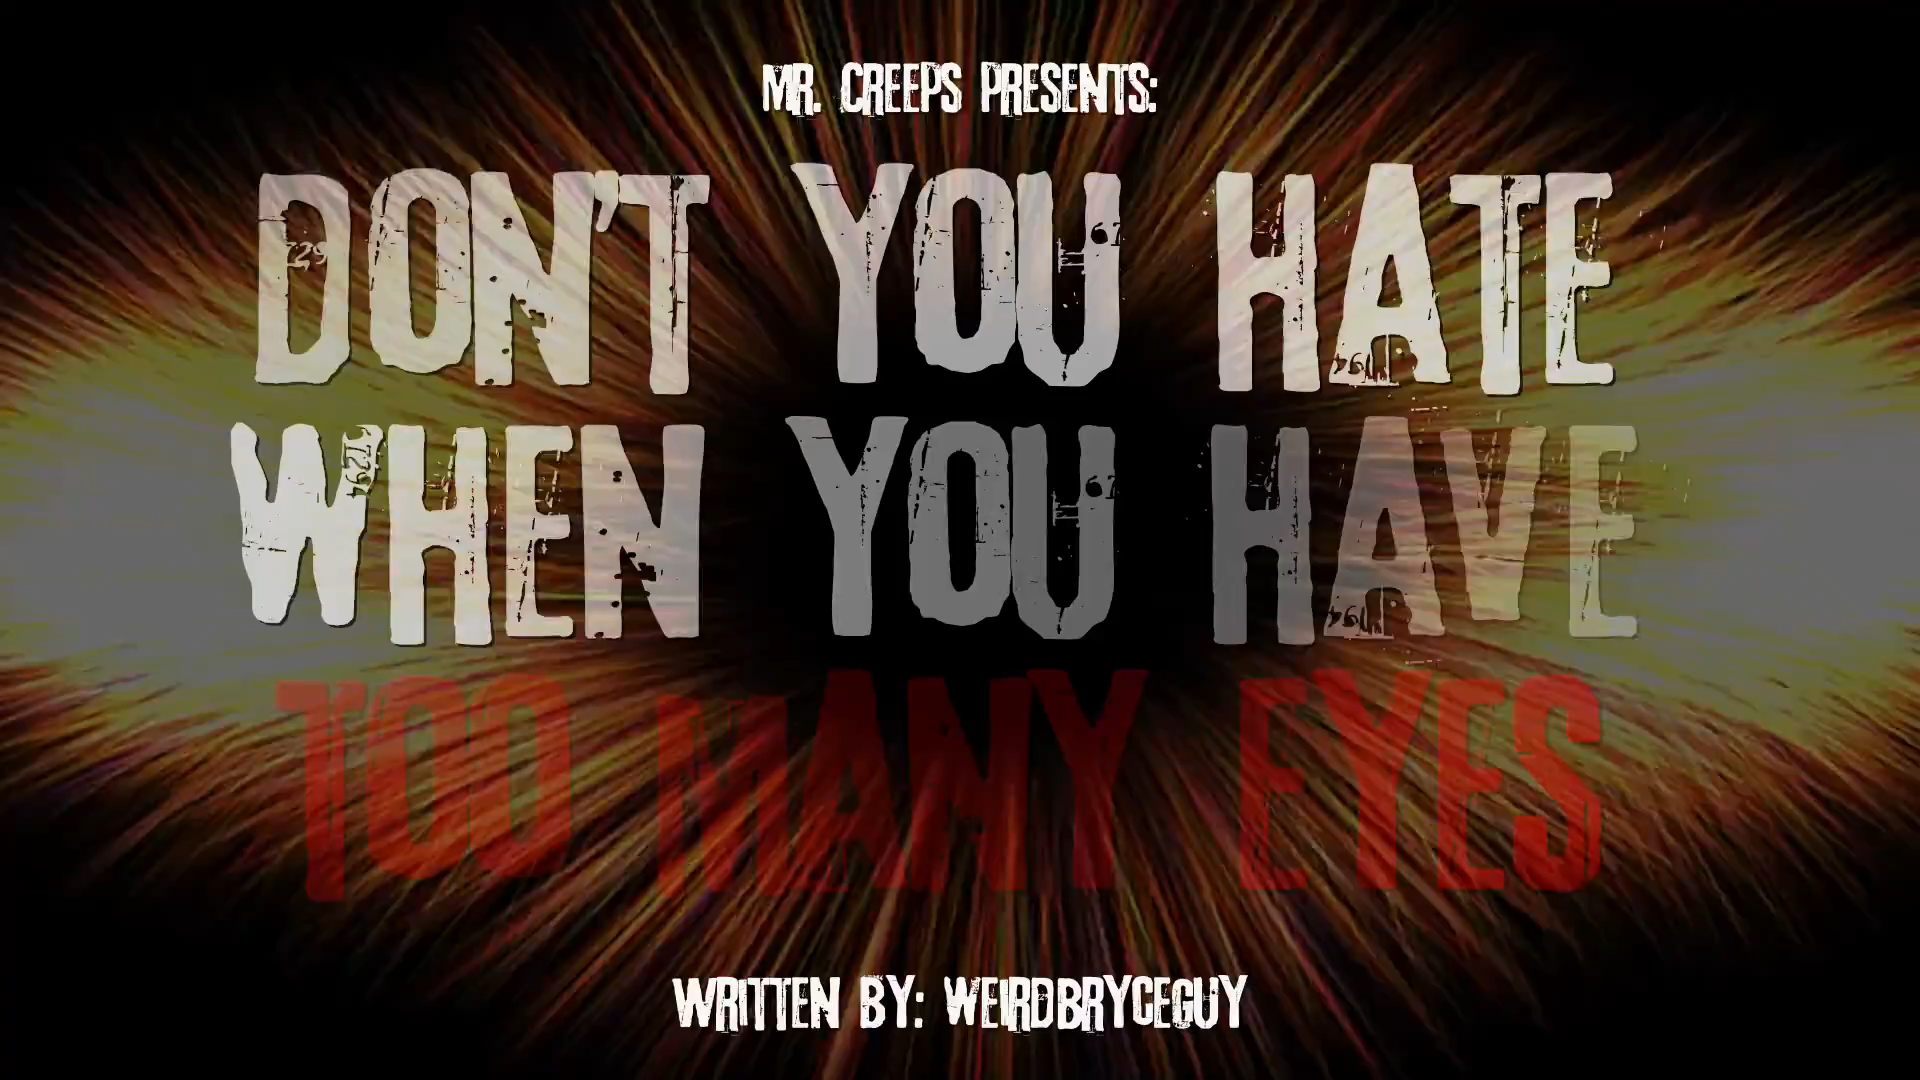 MR. CREEPS PRESENTS:
DON'T YOU HATE
WHEN YOU HAVE
TOO MANY EYES
WRITTEN BY: WEIRDBRYCEGUY